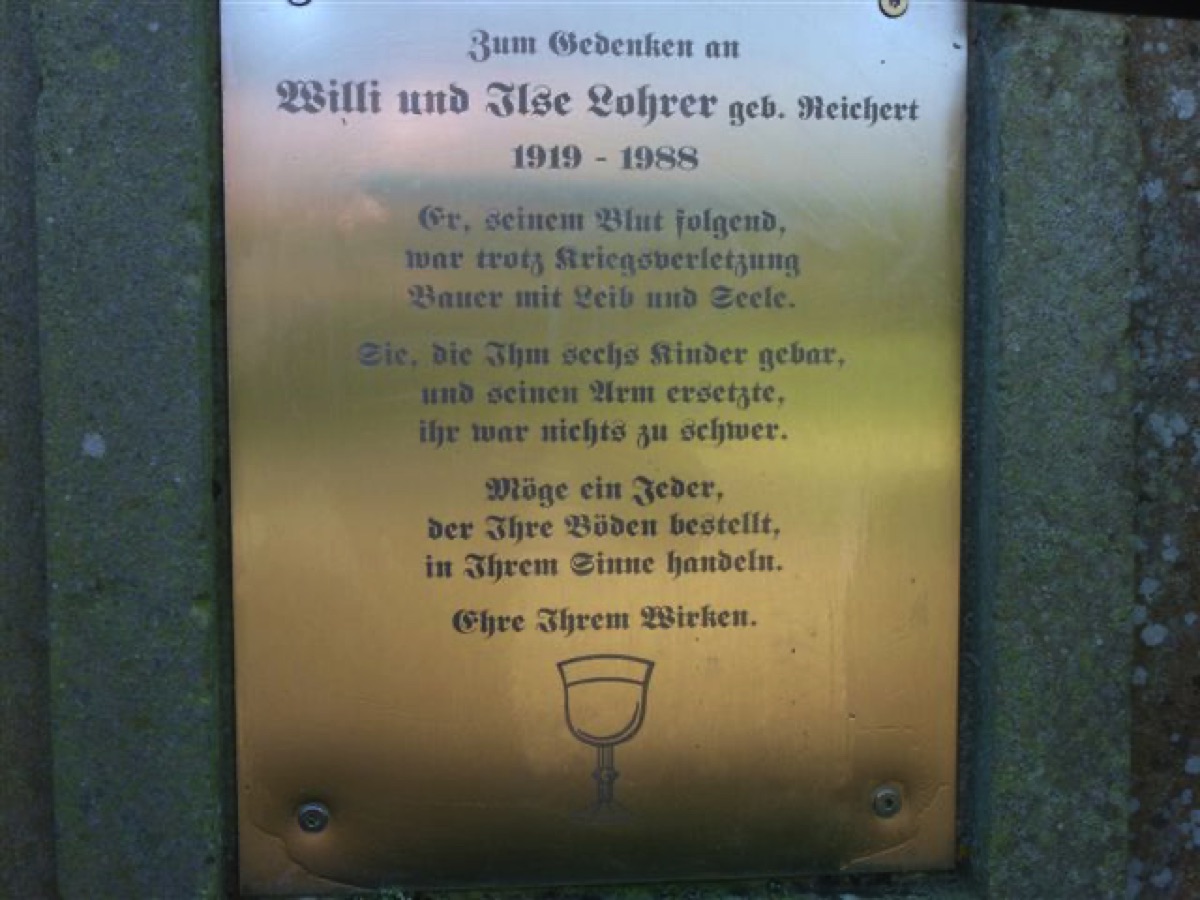 Zum Gedenken an
Willi und Ilse Lohrer geb. Reichert
1919 - 1988
Er, seinem Blut folgend,
war trotz Kriegsverletzung
Bauer mit Leib und Seele.
Sie, die Ihm sechs Kinder gebar,
und seinen Arm ersetzte,
ihr war nichts zu schwer.
Möge ein Jeder,
der Ihre Böden bestellt,
in Ihrem Sinne handeln.
Ehre Ihrem Wirken.